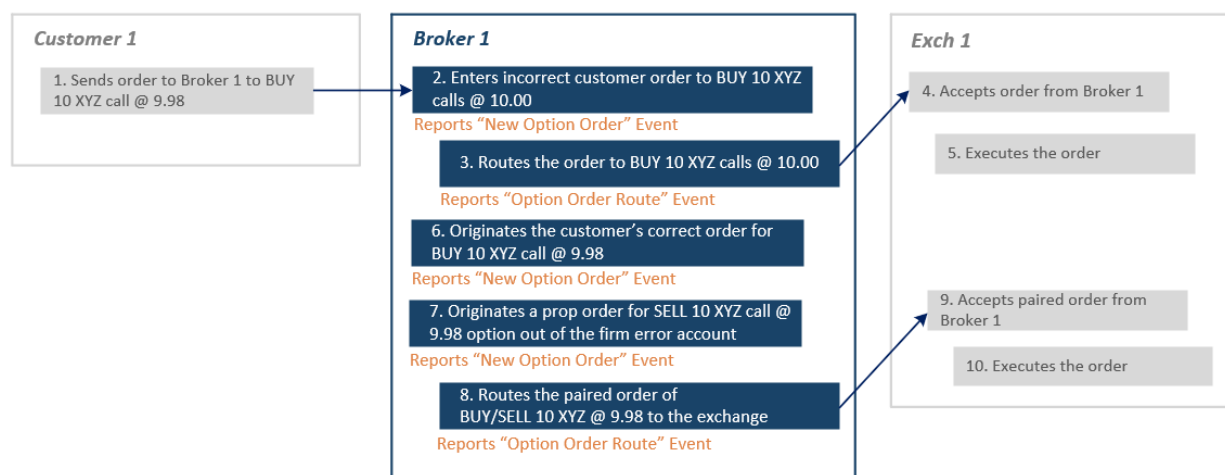 Customer 1
1. Sends order to Broker 1 to BUY
10 XYZ call @ 9.98
Broker 1
2. Enters incorrect customer order to BUY 10 XYZ
calls @ 10.00
Reports “New Option Order” Event
3. Routes the order to BUY 10 XYZ calls @ 10.00
Reports “Option Order Route” Event
6. Originates the customer’s correct order for
BUY 10 XYZ call @ 9.98
Reports “New Option Order” Event
7. Originates a prop order for SELL 10 XYZ call @
9.98 option out of the firm error account
Reports “New Option Order” Event
8. Routes the paired order of
BUY/SELL 10 XYZ @ 9.98 to the exchange
Reports “Option Order Route” Event
Exch 1
4. Accepts order from Broker 1
5. Executes the order
9. Accepts paired order from
Broker 1
10. Executes the order